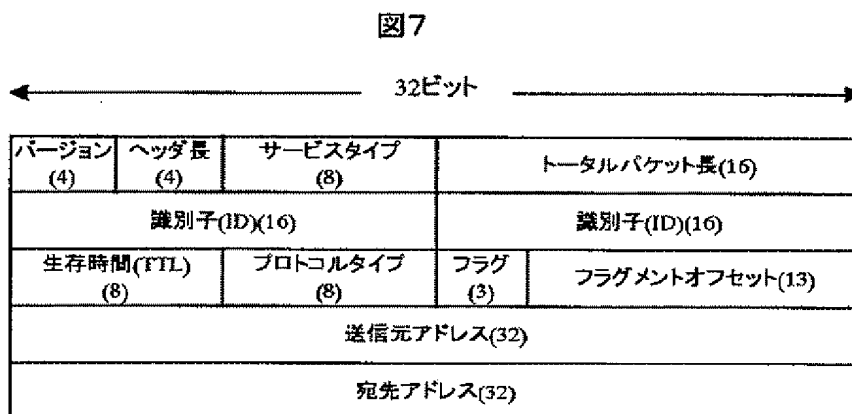 図7
32ビット
バージョン
(4)
ヘッダ長
(4)
サービスタイプ
(8)
トータルパケット長(16)
識別子(ID)(16)
識別子(ID)(16)
生存時間(TTL)
(8)
プロトコルタイプ
(8)
フラグ
(3)
フラグメントオフセット(13)
送信元アドレス(32)
宛先アドレス(32)